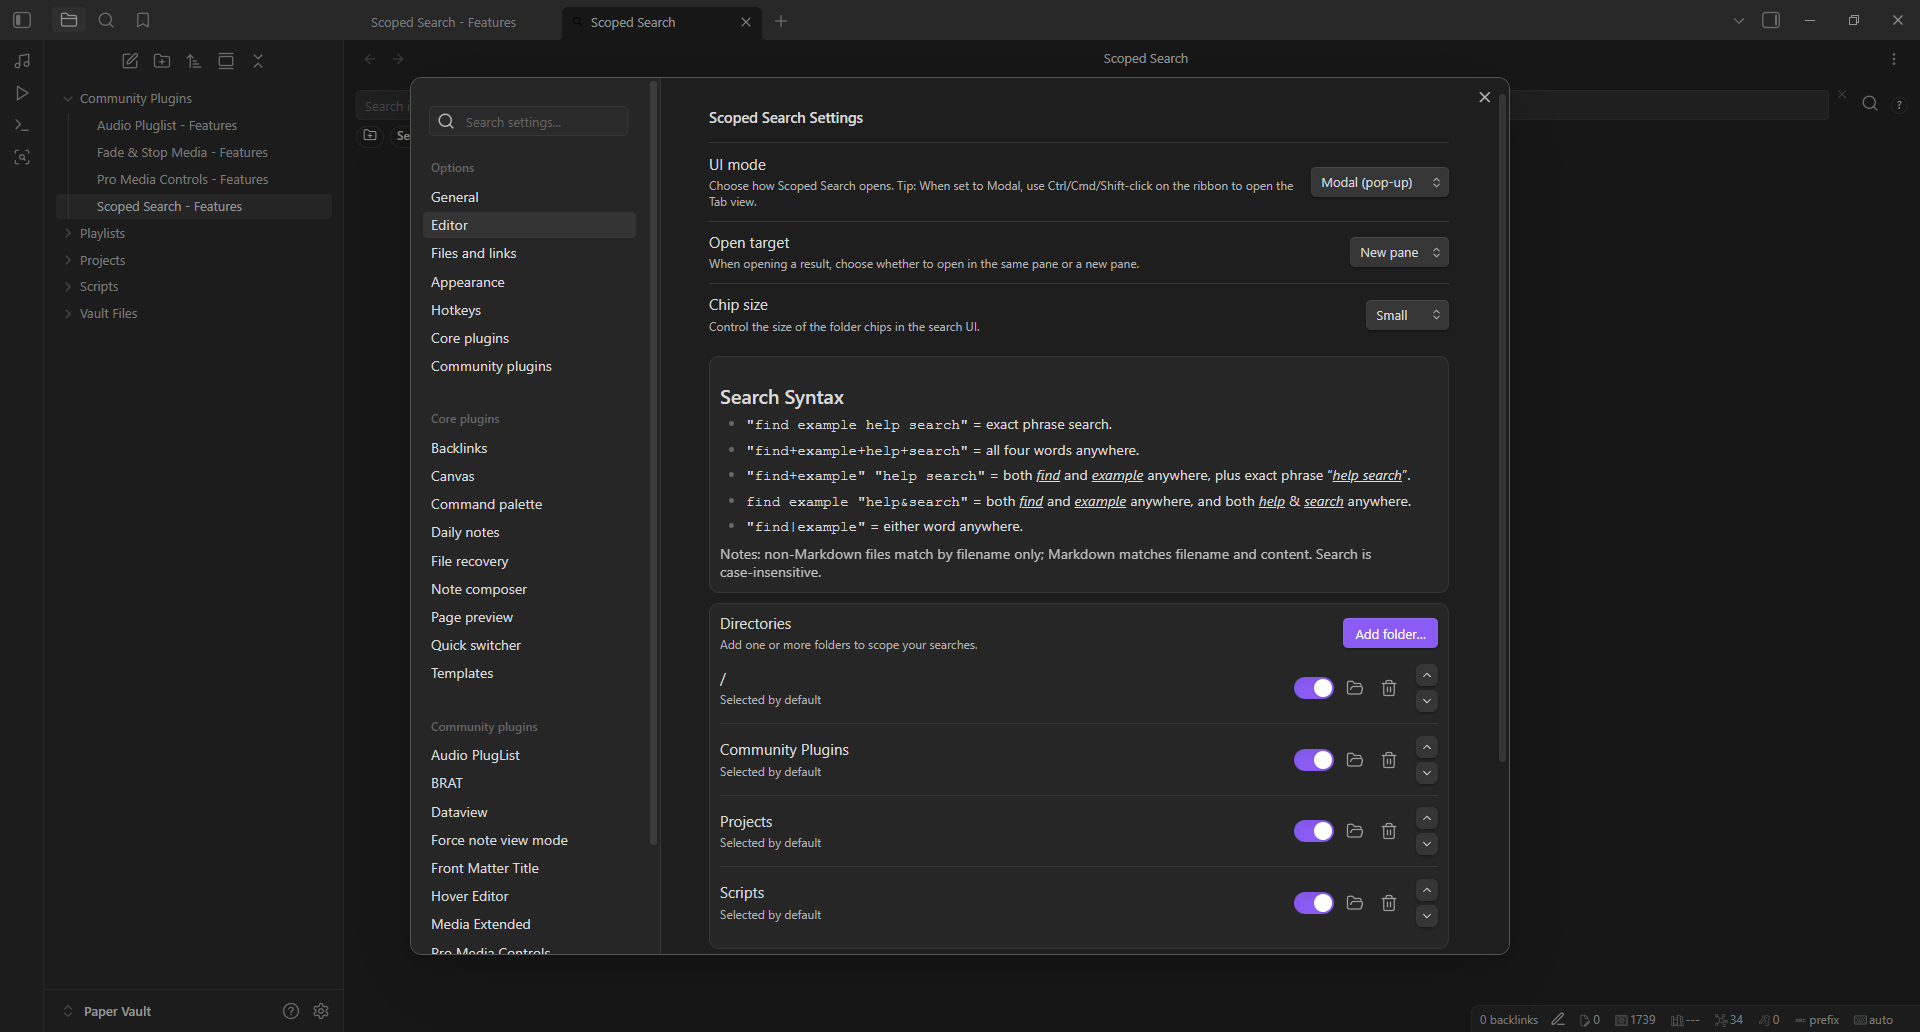 Scoped Search - Features
Scoped Search
Scoped Search
Community Plugins
Audio Pluglist - Features
Fade & Stop Media - Features
Pro Media Controls - Features
Scoped Search - Features
Playlists
Projects
Scripts
Vault Files
Paper Vault
Search i
Se
Search settings...
Options
General
Editor
Files and links
Appearance
Hotkeys
Core plugins
Community plugins
Core plugins
Backlinks
Canvas
Command palette
Daily notes
File recovery
Note composer
Page preview
Quick switcher
Templates
Community plugins
Audio PlugList
BRAT
Dataview
Force note view mode
Front Matter Title
Hover Editor
Media Extended
Pro Media Controls
Scoped Search Settings
UI mode
Choose how Scoped Search opens. Tip: When set to Modal, use Ctrl/Cmd/Shift-click on the ribbon to open the
Tab view.
Modal (pop-up)
Open target
When opening a result, choose whether to open in the same pane or a new pane.
New pane
Chip size
Control the size of the folder chips in the search UI.
Small
Search Syntax
"find example help search" = exact phrase search.
"find+example+help+search" = all four words anywhere.
"find+example" "help search" = both find and example anywhere, plus exact phrase "help search".
find example "help&search" = both find and example anywhere, and both help & search anywhere.
"find|example" = either word anywhere.
Notes: non-Markdown files match by filename only; Markdown matches filename and content. Search is
case-insensitive.
Directories
Add one or more folders to scope your searches.
Add folder...
/
Selected by default
Community Plugins
Selected by default
Projects
Selected by default
Scripts
Selected by default
0 backlinks 0 1739 --- 34 0 prefix auto